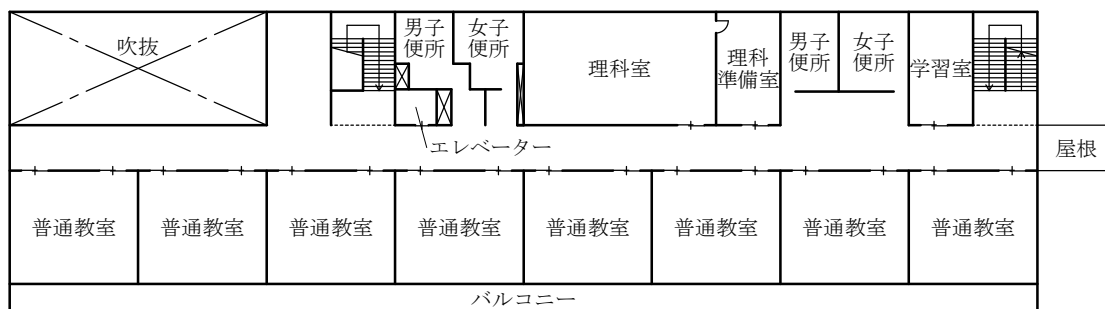 吹抜
男子
便所
女子
便所
理科室
理科
準備室
男子
便所
女子
便所
学習室
エレベーター
屋根
普通教室
普通教室
普通教室
普通教室
普通教室
普通教室
普通教室
普通教室
バルコニー